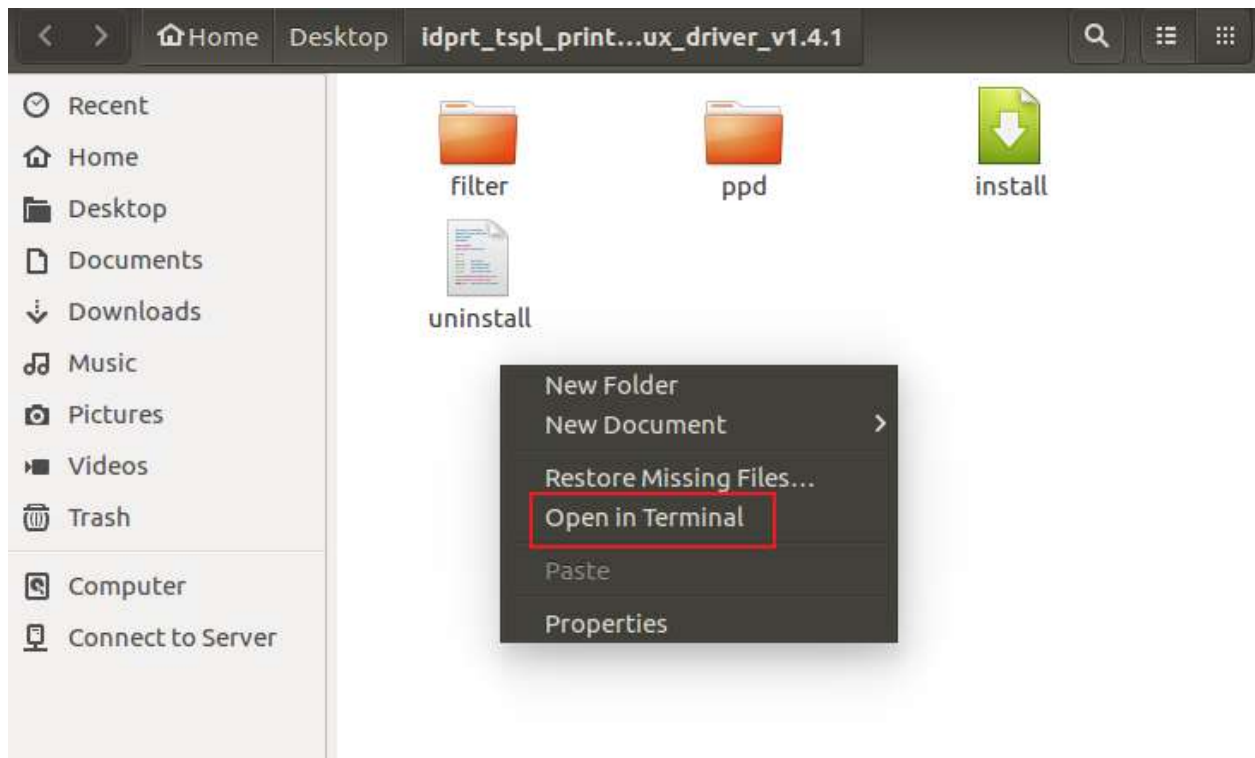 Home Desktop idprt_tspl_print...ux_driver_v1.4.1
Recent
Home
Desktop
Documents
Downloads
Music
Pictures
Videos
Trash
Computer
Connect to Server
filter ppd install
uninstall
New Folder
New Document
Restore Missing Files...
Open in Terminal
Paste
Properties